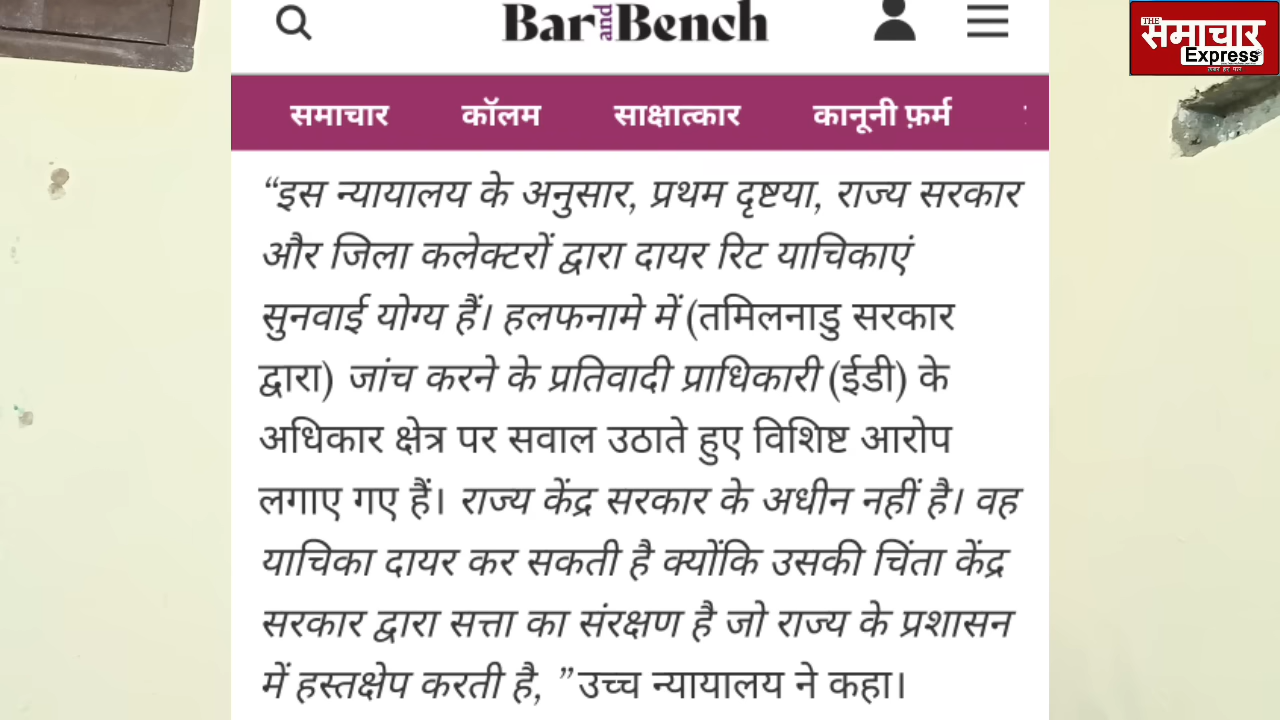 Bar and Bench
THE
समाचार
Express
समाचार कॉलम साक्षात्कार कानूनी फ़र्म
“इस न्यायालय के अनुसार, प्रथम दृष्टया, राज्य सरकार
और जिला कलेक्टरों द्वारा दायर रिट याचिकाएं
सुनवाई योग्य हैं। हलफनामे में (तमिलनाडु सरकार
द्वारा) जांच करने के प्रतिवादी प्राधिकारी (ईडी) के
अधिकार क्षेत्र पर सवाल उठाते हुए विशिष्ट आरोप
लगाए गए हैं। राज्य केंद्र सरकार के अधीन नहीं है। वह
याचिका दायर कर सकती है क्योंकि उसकी चिंता केंद्र
सरकार द्वारा सत्ता का संरक्षण है जो राज्य के प्रशासन
में हस्तक्षेप करती है, ” उच्च न्यायालय ने कहा।